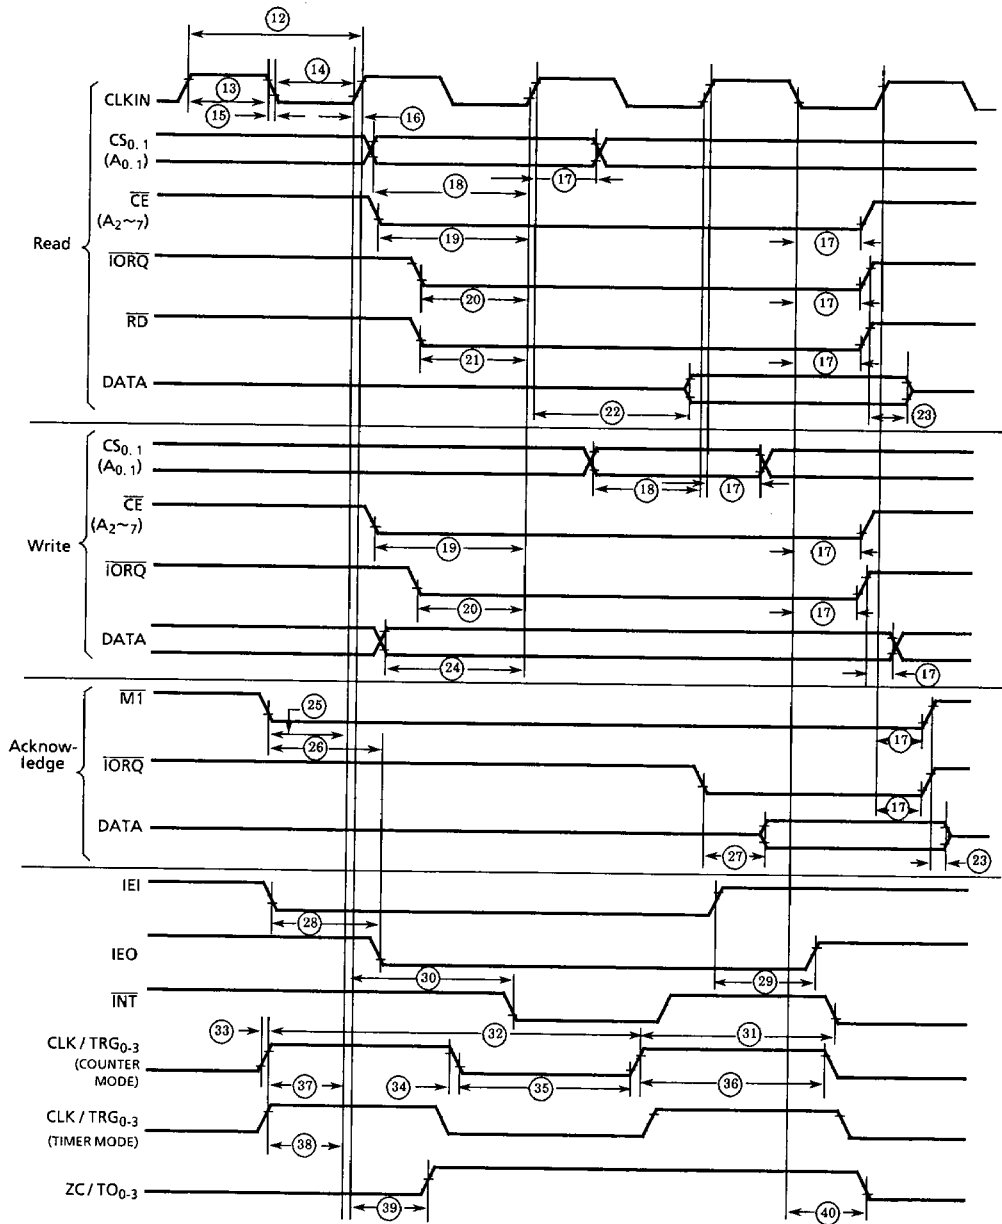 ⑫
⑭
⑬
CLKIN
⑮
⑯
CS0, 1
(A0, 1)
⑱
⑰
CE
(A2~7)
⑲
⑰
Read
IORQ
⑳
⑰
RD
㉑
⑰
DATA
㉒
㉓
CS0, 1
(A0, 1)
⑱
⑰
CE
(A2~7)
⑲
⑰
Write
IORQ
⑳
⑰
DATA
㉔
⑰
M1
㉕
㉖
⑰
Acknow-
ledge
IORQ
⑰
DATA
㉗
㉓
IEI
㉘
IEO
㉚
㉙
INT
㉝
㉜
㉛
CLK / TRG0-3
(COUNTER
MODE)
㊲
㉞
㉟
㊱
CLK / TRG0-3
(TIMER MODE)
㊳
ZC / TO0-3
㊴
㊵